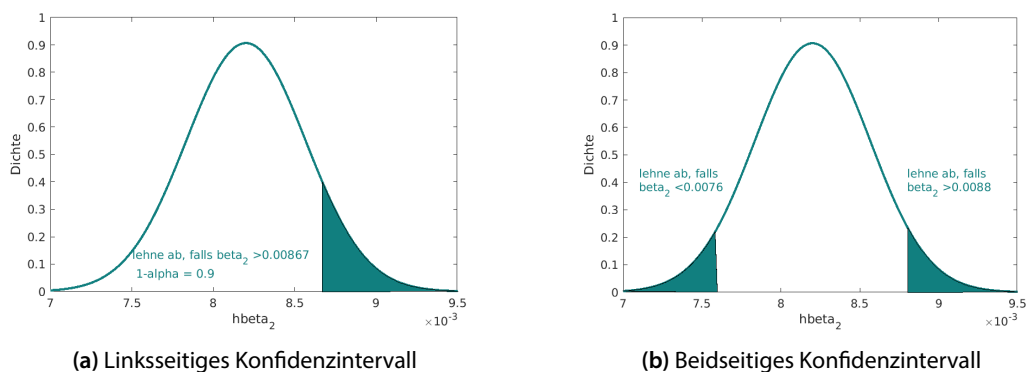 1
0.9
0.8
0.7
0.6
0.5
0.4
0.3
0.2
0.1
0
Dichte
lehne ab, falls beta2 >0.00867
1-alpha = 0.9
7 7.5 8 8.5 9 9.5
hbeta2
×10-3
(a) Linksseitiges Konfidenzintervall
1
0.9
0.8
0.7
0.6
0.5
0.4
0.3
0.2
0.1
0
Dichte
lehne ab, falls
beta2 <0.0076
lehne ab, falls
beta2 >0.0088
7 7.5 8 8.5 9 9.5
hbeta2
×10-3
(b) Beidseitiges Konfidenzintervall